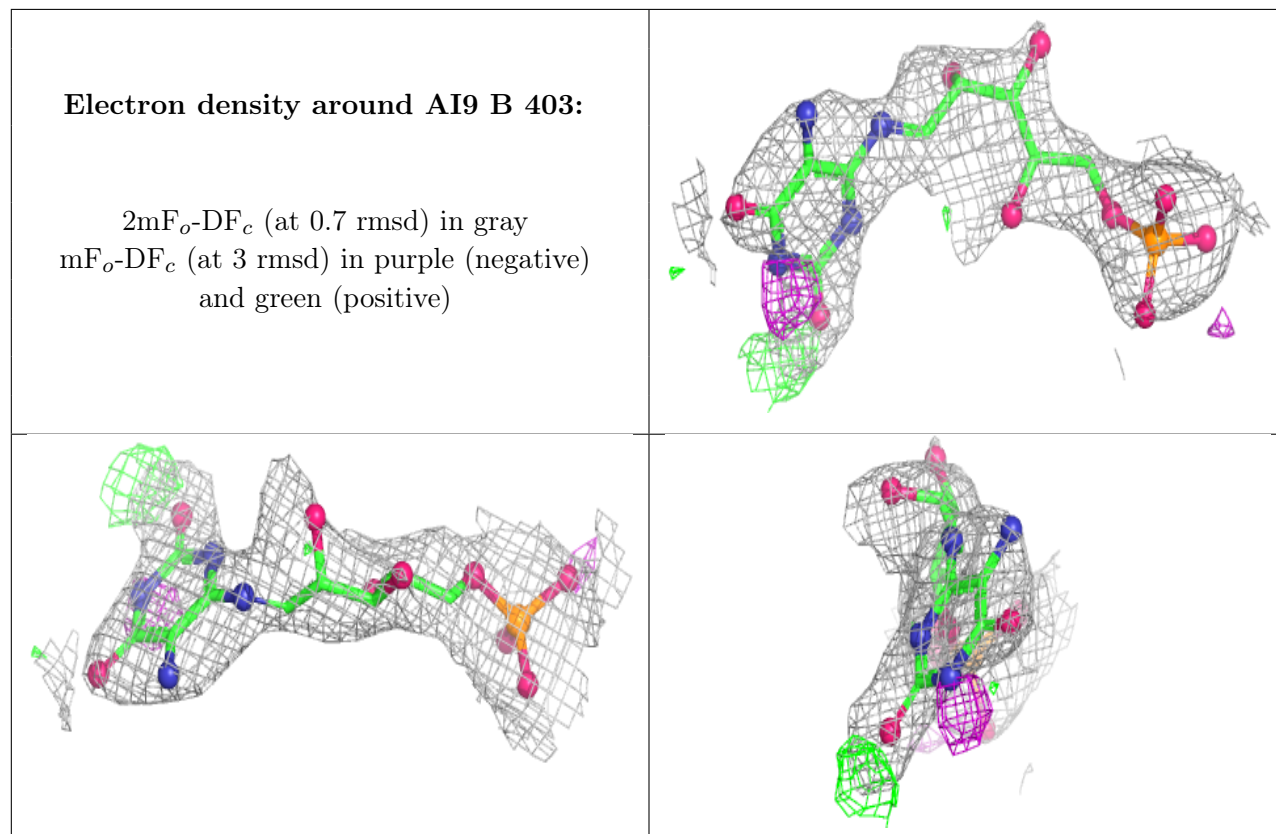 Electron density around AI9 B 403:
2mFo-DFc (at 0.7 rmsd) in gray
mFo-DFc (at 3 rmsd) in purple (negative)
and green (positive)